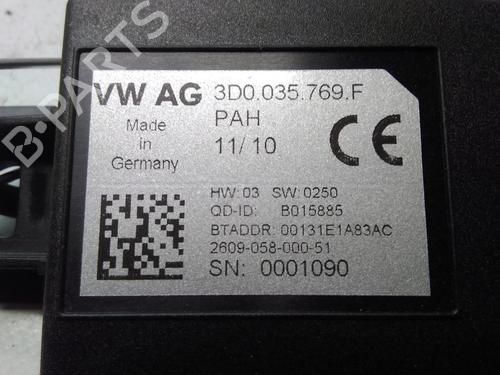 VW AG 3D0.035.769.F
PAH
Made in Germany
11/10
CE
HW: 03 SW: 0250
QD-ID: B015885
BTADDR: 00131E1A83AC
2609-058-000-51
SN: 0001090
B-PARTS